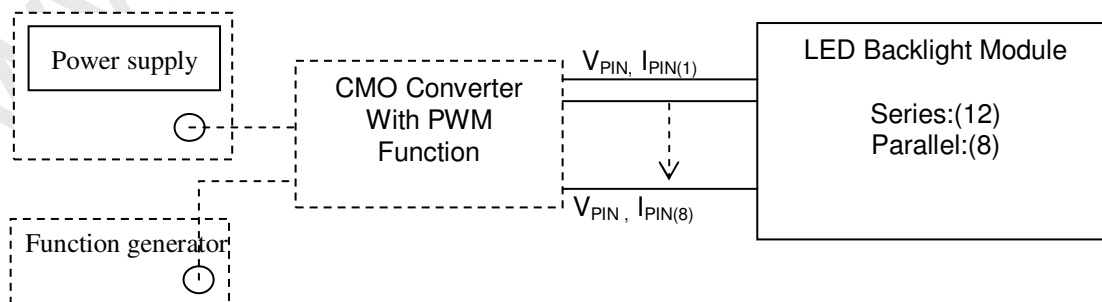 Power supply
CMO Converter
With PWM
Function
V_PIN, I_PIN(1)
V_PIN , I_PIN(8)
LED Backlight Module
Series:(12)
Parallel:(8)
Function generator